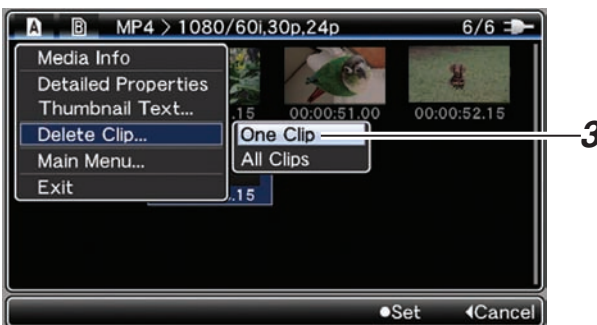 A B MP4 > 1080/60i,30p,24p 6/6
Media Info
Detailed Properties
Thumbnail Text...
.15 00:00:51.00 00:00:52.15
Delete Clip...
One Clip
3
Main Menu...
All Clips
Exit
.15
●Set ◀Cancel